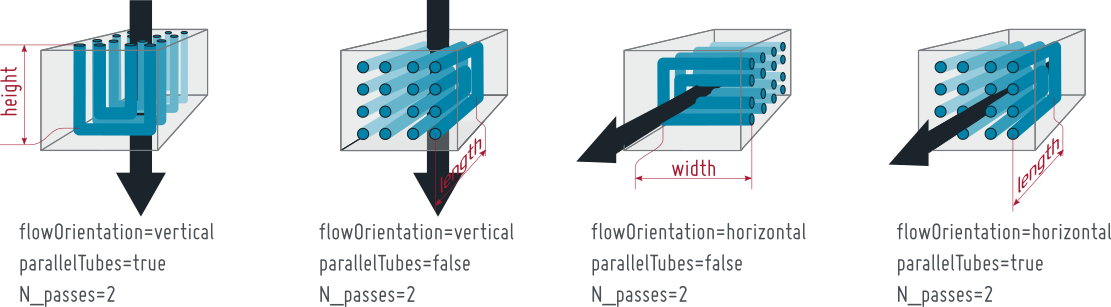 height
length
width
length
flowOrientation=vertical
parallelTubes=true
N_passes=2
flowOrientation=vertical
parallelTubes=false
N_passes=2
flowOrientation=horizontal
parallelTubes=false
N_passes=2
flowOrientation=horizontal
parallelTubes=true
N_passes=2